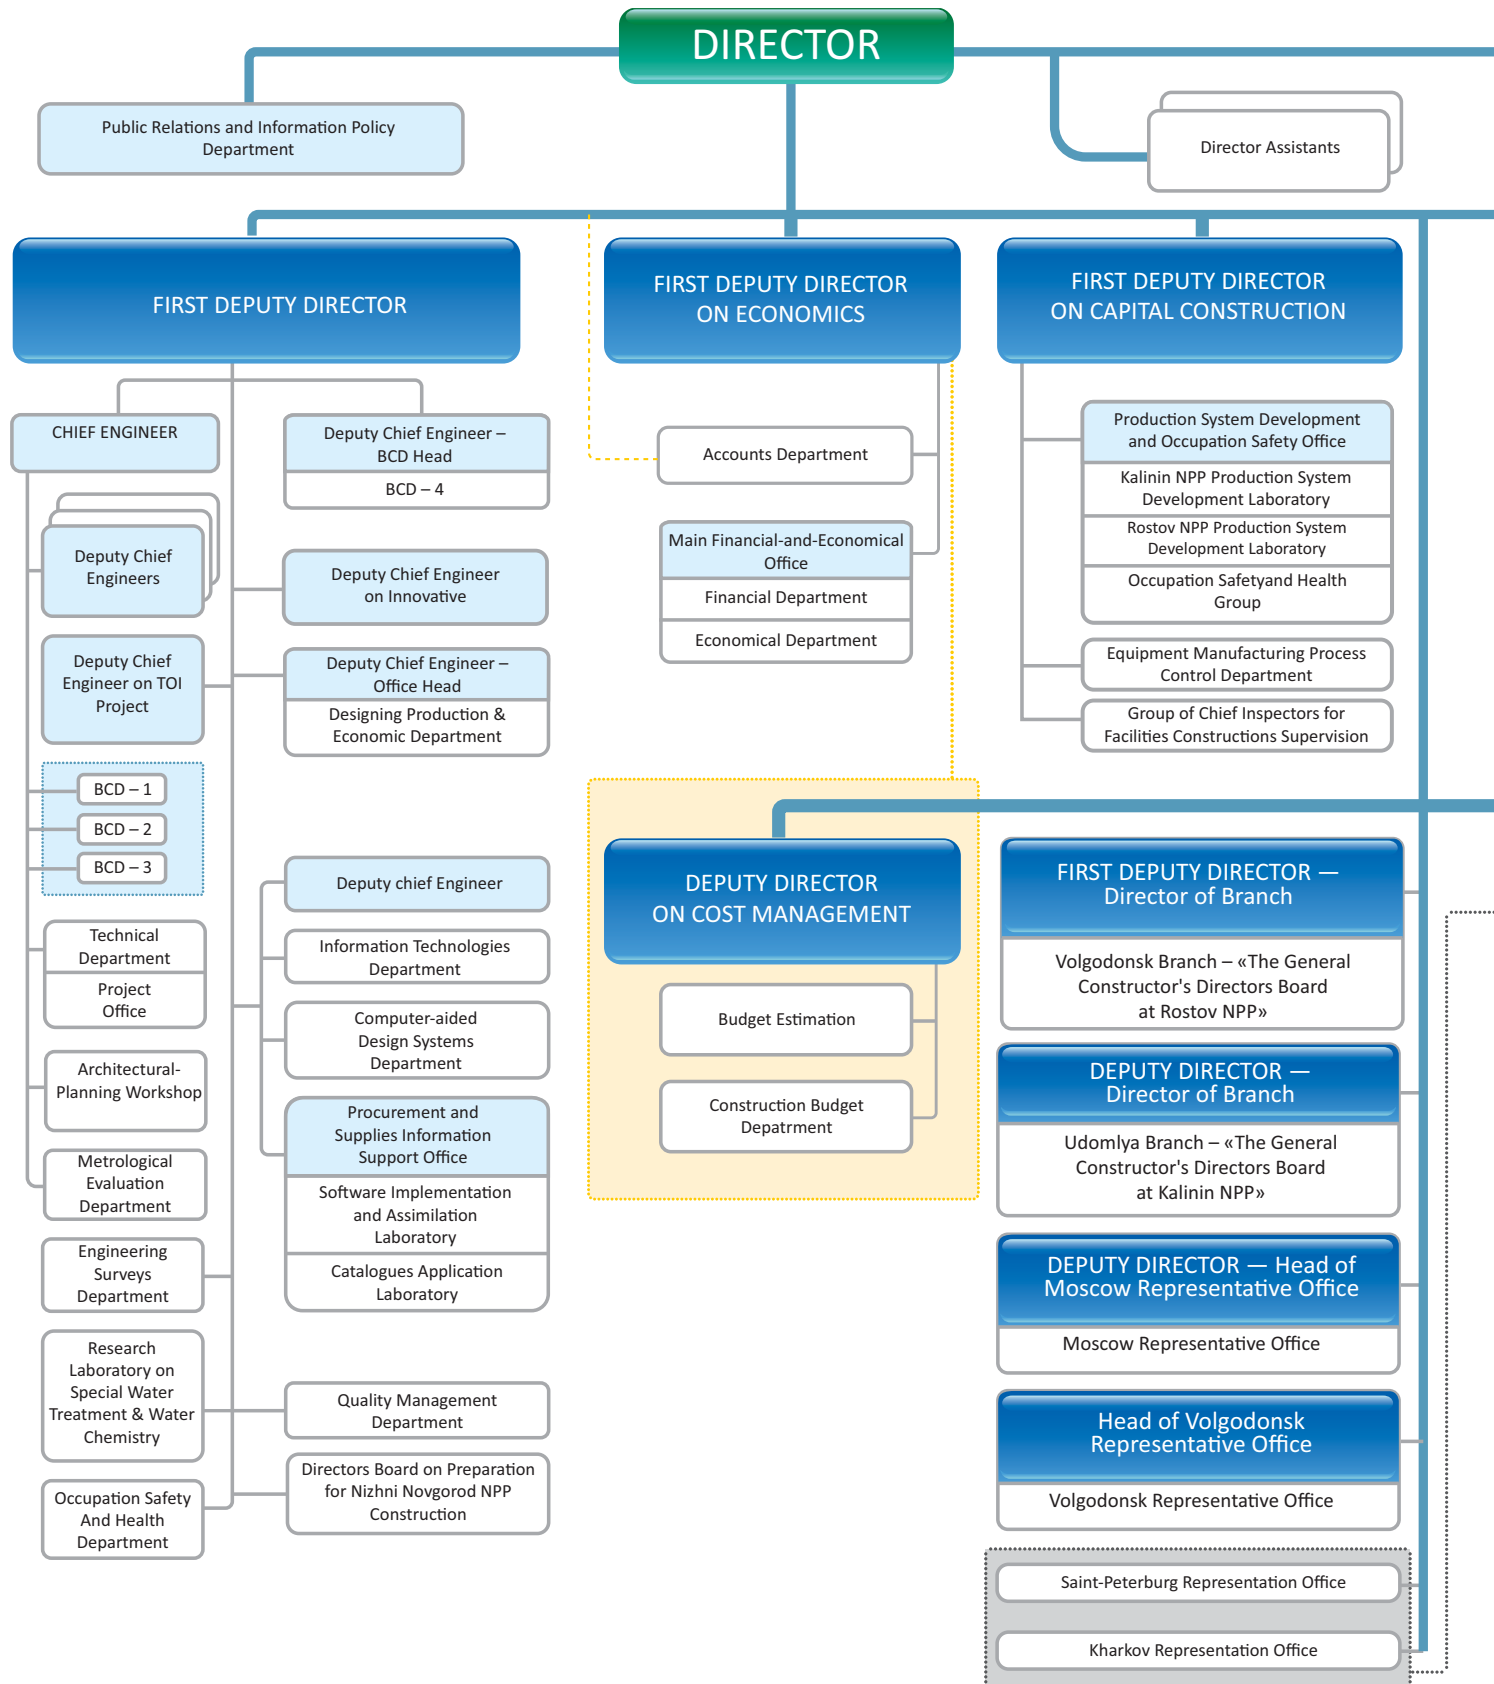 DIRECTOR
Public Relations and Information Policy
Department
Director Assistants
FIRST DEPUTY DIRECTOR
FIRST DEPUTY DIRECTOR
ON ECONOMICS
FIRST DEPUTY DIRECTOR
ON CAPITAL CONSTRUCTION
CHIEF ENGINEER
Deputy Chief
Engineers
Deputy Chief
Engineer on TOI
Project
BCD – 1
BCD – 2
BCD – 3
Technical
Department
Project
Office
Architectural-
Planning Workshop
Metrological
Evaluation
Department
Engineering
Surveys
Department
Research
Laboratory on
Special Water
Treatment & Water
Chemistry
Occupation Safety
And Health
Department
Deputy Chief Engineer –
BCD Head
BCD – 4
Deputy Chief Engineer
on Innovative
Deputy Chief Engineer –
Office Head
Designing Production &
Economic Department
Deputy chief Engineer
Information Technologies
Department
Computer-aided
Design Systems
Department
Procurement and
Supplies Information
Support Office
Software Implementation
and Assimilation
Laboratory
Catalogues Application
Laboratory
Quality Management
Department
Directors Board on Preparation
for Nizhni Novgorod NPP
Construction
Accounts Department
Main Financial-and-Economical
Office
Financial Department
Economical Department
DEPUTY DIRECTOR
ON COST MANAGEMENT
Budget Estimation
Construction Budget
Depatrment
Production System Development
and Occupation Safety Office
Kalinin NPP Production System
Development Laboratory
Rostov NPP Production System
Development Laboratory
Occupation Safetyand Health
Group
Equipment Manufacturing Process
Control Department
Group of Chief Inspectors for
Facilities Constructions Supervision
FIRST DEPUTY DIRECTOR —
Director of Branch
Volgodonsk Branch – «The General
Constructor's Directors Board
at Rostov NPP»
DEPUTY DIRECTOR —
Director of Branch
Udomlya Branch – «The General
Constructor's Directors Board
at Kalinin NPP»
DEPUTY DIRECTOR — Head of
Moscow Representative Office
Moscow Representative Office
Head of Volgodonsk
Representative Office
Volgodonsk Representative Office
Saint-Peterburg Representation Office
Kharkov Representation Office